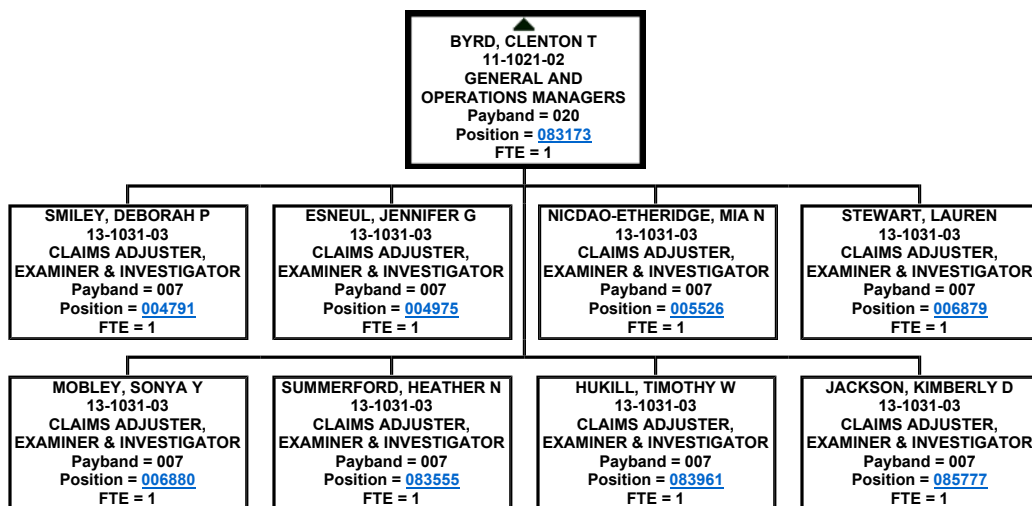 BYRD, CLENTON T
11-1021-02
GENERAL AND
OPERATIONS MANAGERS
Payband = 020
Position = 083173
FTE = 1
SMILEY, DEBORAH P
13-1031-03
CLAIMS ADJUSTER,
EXAMINER & INVESTIGATOR
Payband = 007
Position = 004791
FTE = 1
ESNEUL, JENNIFER G
13-1031-03
CLAIMS ADJUSTER,
EXAMINER & INVESTIGATOR
Payband = 007
Position = 004975
FTE = 1
NICDAO-ETHERIDGE, MIA N
13-1031-03
CLAIMS ADJUSTER,
EXAMINER & INVESTIGATOR
Payband = 007
Position = 005526
FTE = 1
STEWART, LAUREN
13-1031-03
CLAIMS ADJUSTER,
EXAMINER & INVESTIGATOR
Payband = 007
Position = 006879
FTE = 1
MOBLEY, SONYA Y
13-1031-03
CLAIMS ADJUSTER,
EXAMINER & INVESTIGATOR
Payband = 007
Position = 006880
FTE = 1
SUMMERFORD, HEATHER N
13-1031-03
CLAIMS ADJUSTER,
EXAMINER & INVESTIGATOR
Payband = 007
Position = 083555
FTE = 1
HUKILL, TIMOTHY W
13-1031-03
CLAIMS ADJUSTER,
EXAMINER & INVESTIGATOR
Payband = 007
Position = 083961
FTE = 1
JACKSON, KIMBERLY D
13-1031-03
CLAIMS ADJUSTER,
EXAMINER & INVESTIGATOR
Payband = 007
Position = 085777
FTE = 1